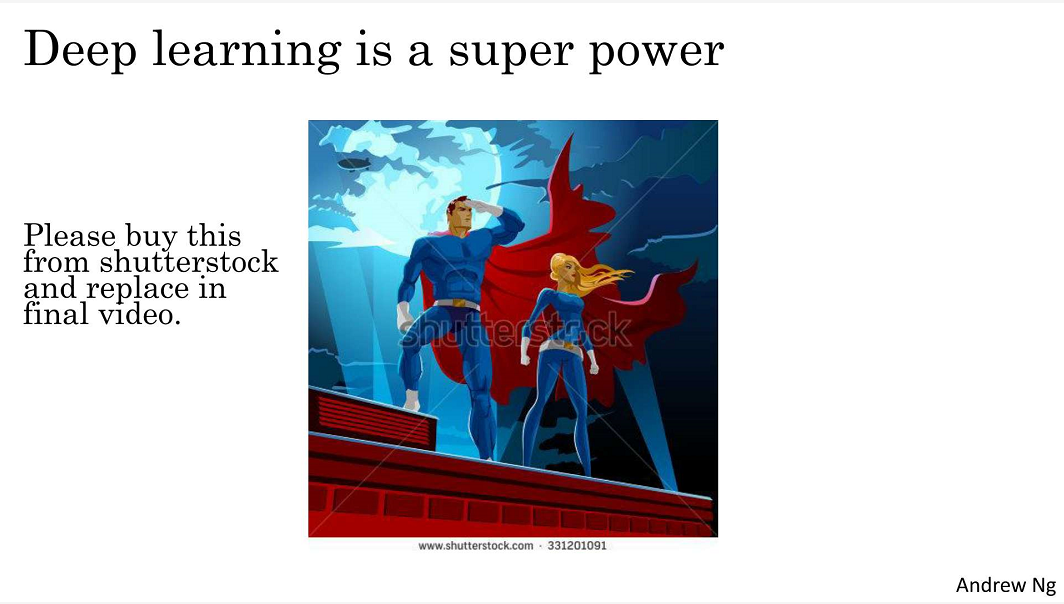 Deep learning is a super power
Please buy this
from shutterstock
and replace in
final video.
shutterstock
www.shutterstock.com · 331201091
Andrew Ng